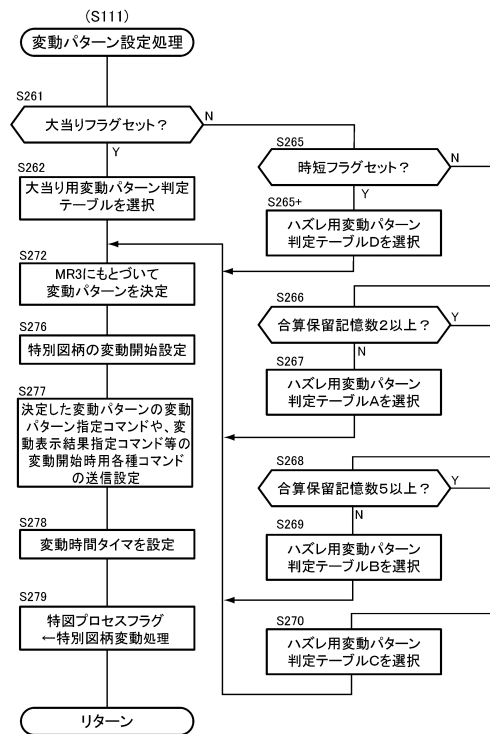 (S111)
変動パターン設定処理
S261
大当りフラグセット？
N
Y
S262
大当り用変動パターン判定
テーブルを選択
S272
MR3にもとづいて
変動パターンを決定
S276
特別図柄の変動開始設定
S277
決定した変動パターンの変動
パターン指定コマンドや、変
動表示結果指定コマンド等の
変動開始時用各種コマンド
の送信設定
S278
変動時間タイマを設定
S279
特図プロセスフラグ
←特別図柄変動処理
リターン
S265
時短フラグセット？
N
Y
S265+
ハズレ用変動パターン
判定テーブルDを選択
S266
合算保留記憶数2以上？
Y
N
S267
ハズレ用変動パターン
判定テーブルAを選択
S268
合算保留記憶数5以上？
Y
N
S269
ハズレ用変動パターン
判定テーブルBを選択
S270
ハズレ用変動パターン
判定テーブルCを選択